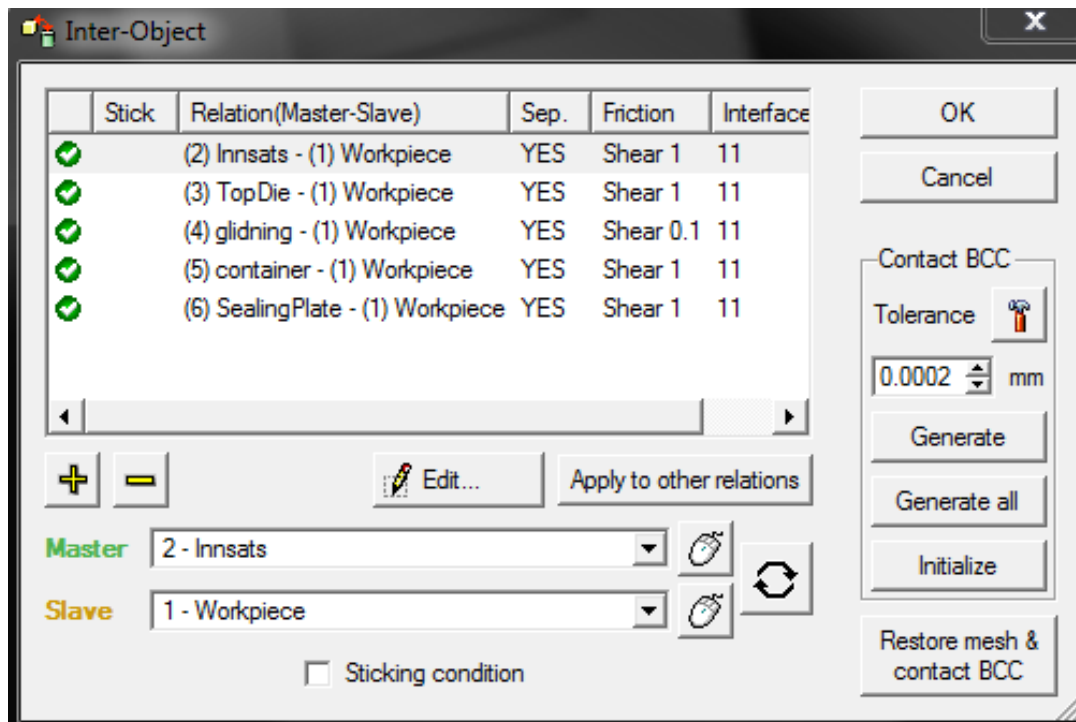 Inter-Object
x
Stick Relation(Master-Slave) Sep. Friction Interface
(2) Innsats - (1) Workpiece YES Shear 1 11
(3) TopDie - (1) Workpiece YES Shear 1 11
(4) glidning - (1) Workpiece YES Shear 0.1 11
(5) container - (1) Workpiece YES Shear 1 11
(6) SealingPlate - (1) Workpiece YES Shear 1 11
OK
Cancel
Contact BCC
Tolerance
0.0002 mm
Generate
Generate all
Initialize
Restore mesh &
contact BCC
Edit...
Apply to other relations
Master 2 - Innsats
Slave 1 - Workpiece
Sticking condition